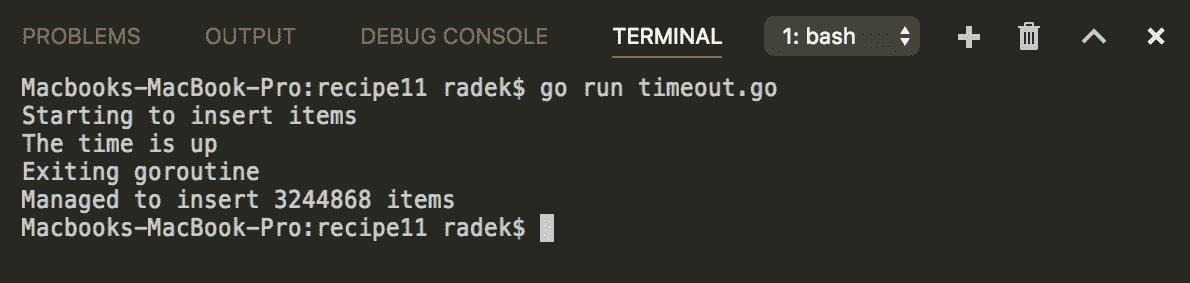 PROBLEMS OUTPUT DEBUG CONSOLE TERMINAL 1: bash
Macbooks-MacBook-Pro:recipe11 radek$ go run timeout.go
Starting to insert items
The time is up
Exiting goroutine
Managed to insert 3244868 items
Macbooks-MacBook-Pro:recipe11 radek$